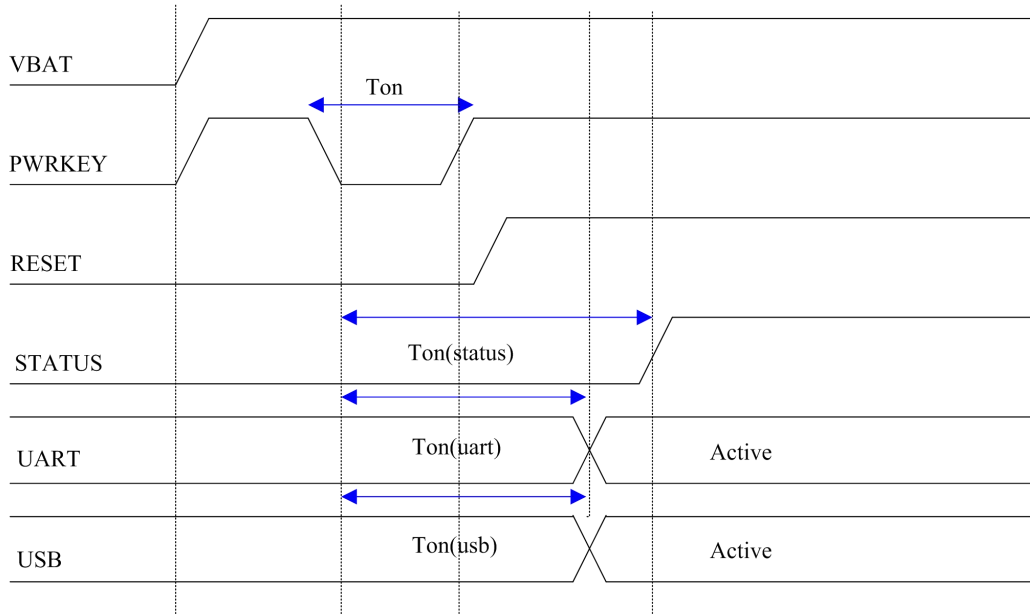 VBAT
Ton
PWRKEY
RESET
Ton(status)
STATUS
Ton(uart)
UART
Active
Ton(usb)
USB
Active